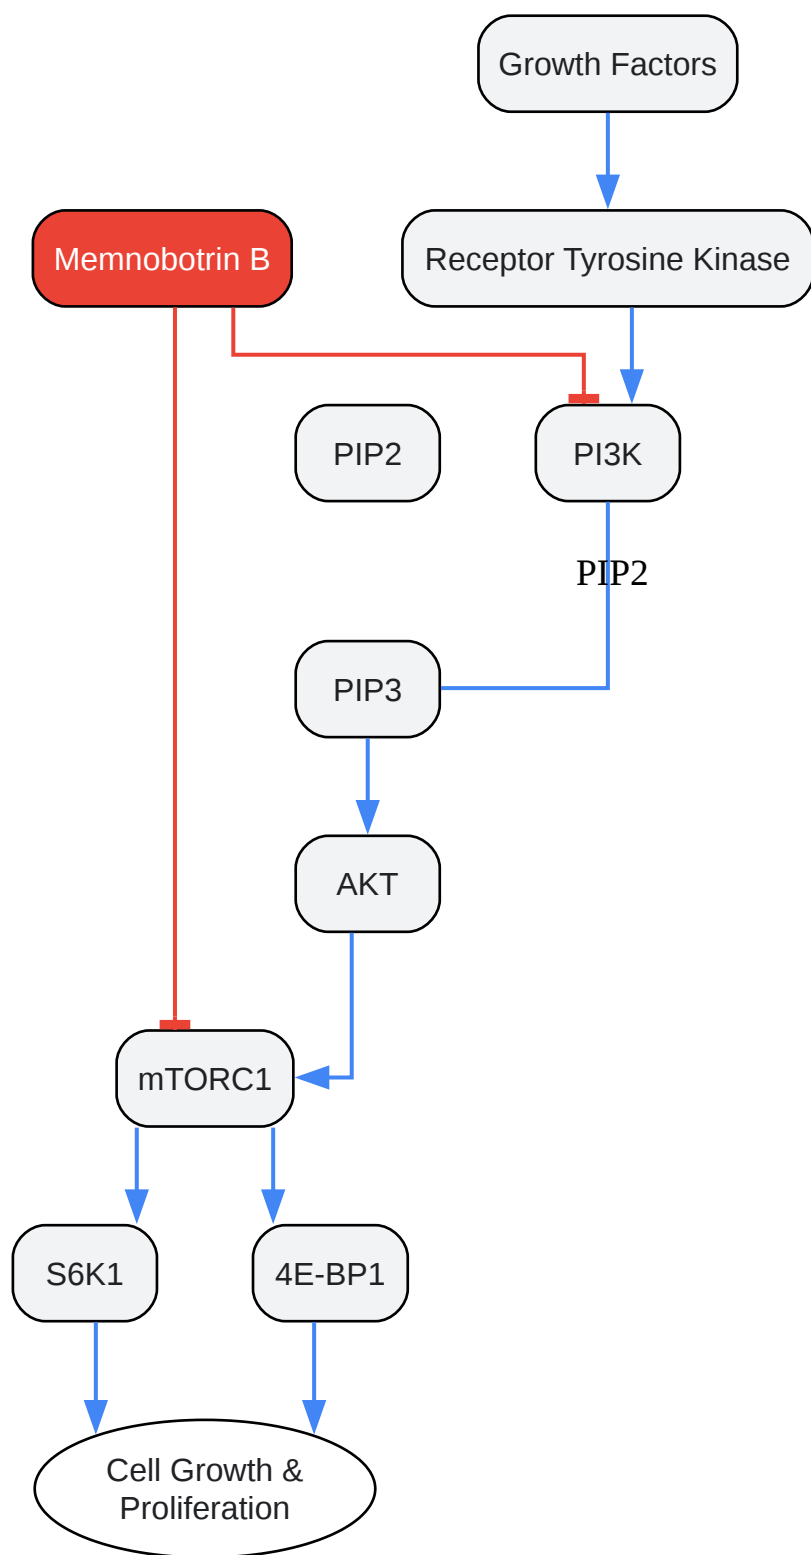 Growth Factors
Memnobotrin B
Receptor Tyrosine Kinase
PIP2
PI3K
PIP2
PIP3
AKT
mTORC1
S6K1
4E-BP1
Cell Growth &
Proliferation